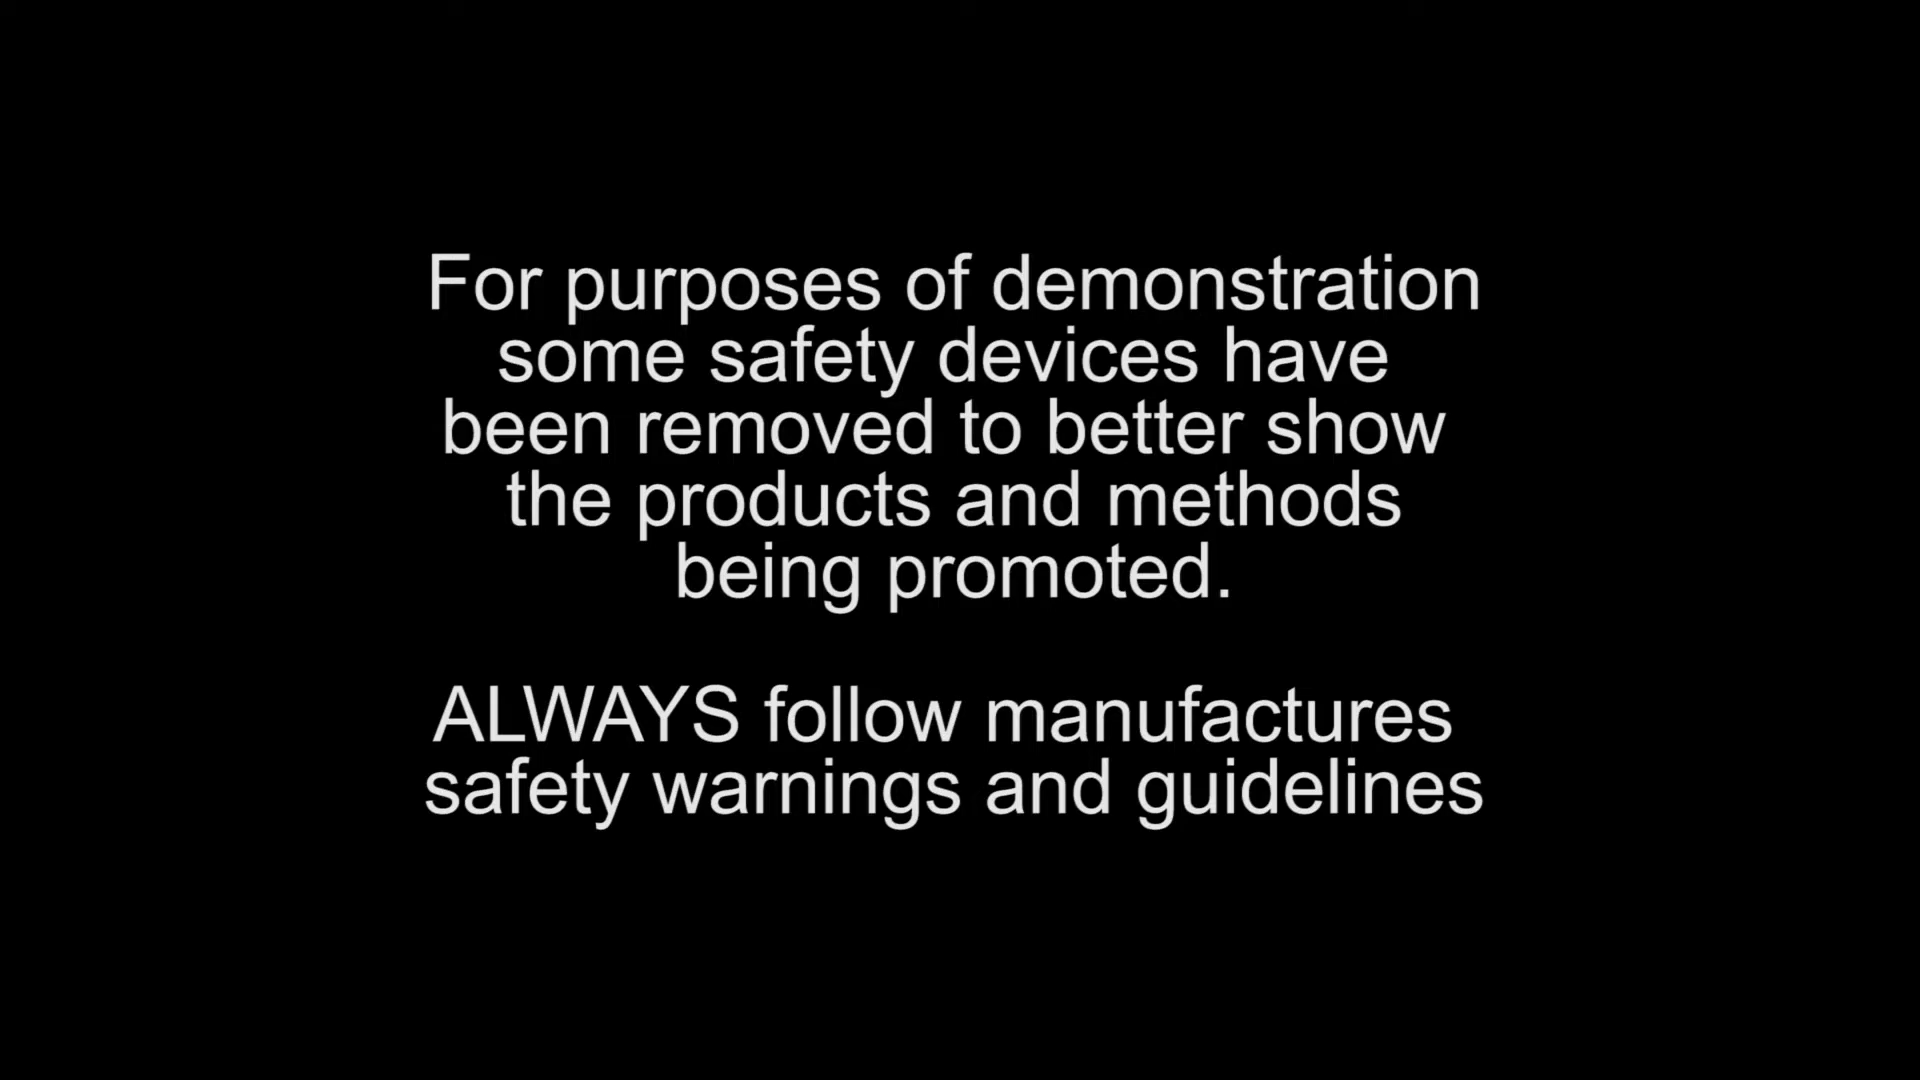 For purposes of demonstration
some safety devices have
been removed to better show
the products and methods
being promoted.
ALWAYS follow manufactures
safety warnings and guidelines